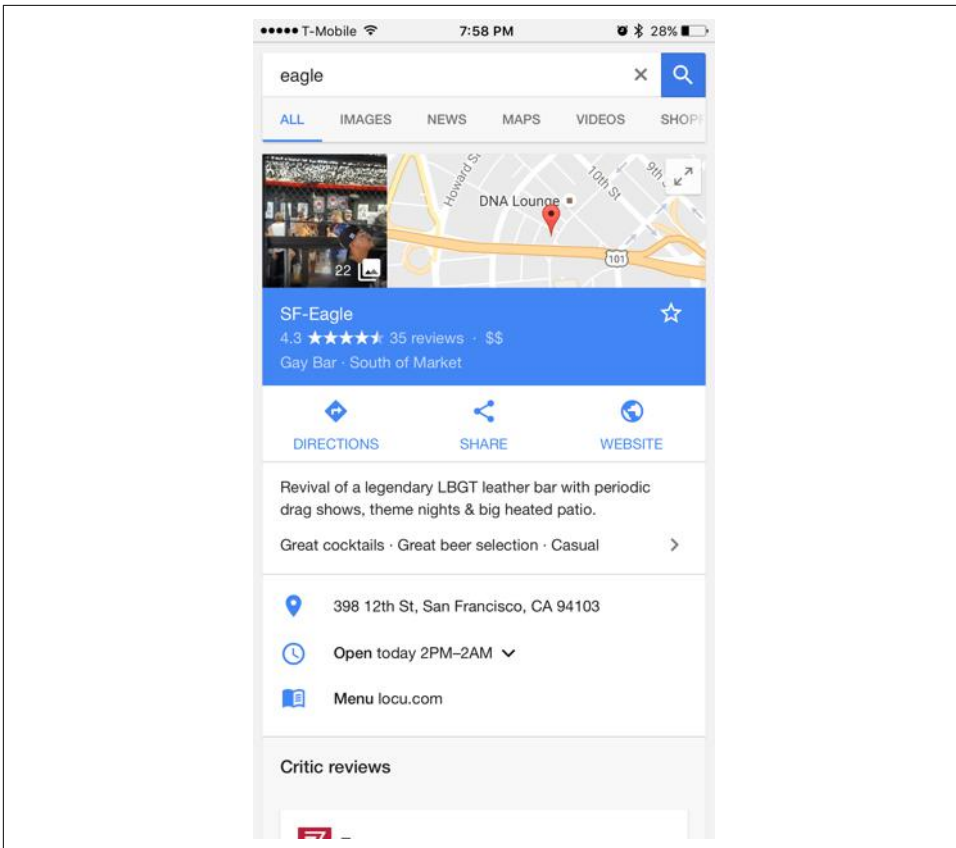 ●●●●● T-Mobile 7:58 PM 28%
eagle
ALL IMAGES NEWS MAPS VIDEOS SHOPP
Howard St
10th St
9th
DNA Lounge
101
22
SF-Eagle
4.3 ★★★★★ 35 reviews · $$
Gay Bar · South of Market
DIRECTIONS SHARE WEBSITE
Revival of a legendary LBGT leather bar with periodic
drag shows, theme nights & big heated patio.
Great cocktails · Great beer selection · Casual
398 12th St, San Francisco, CA 94103
Open today 2PM–2AM
Menu locu.com
Critic reviews